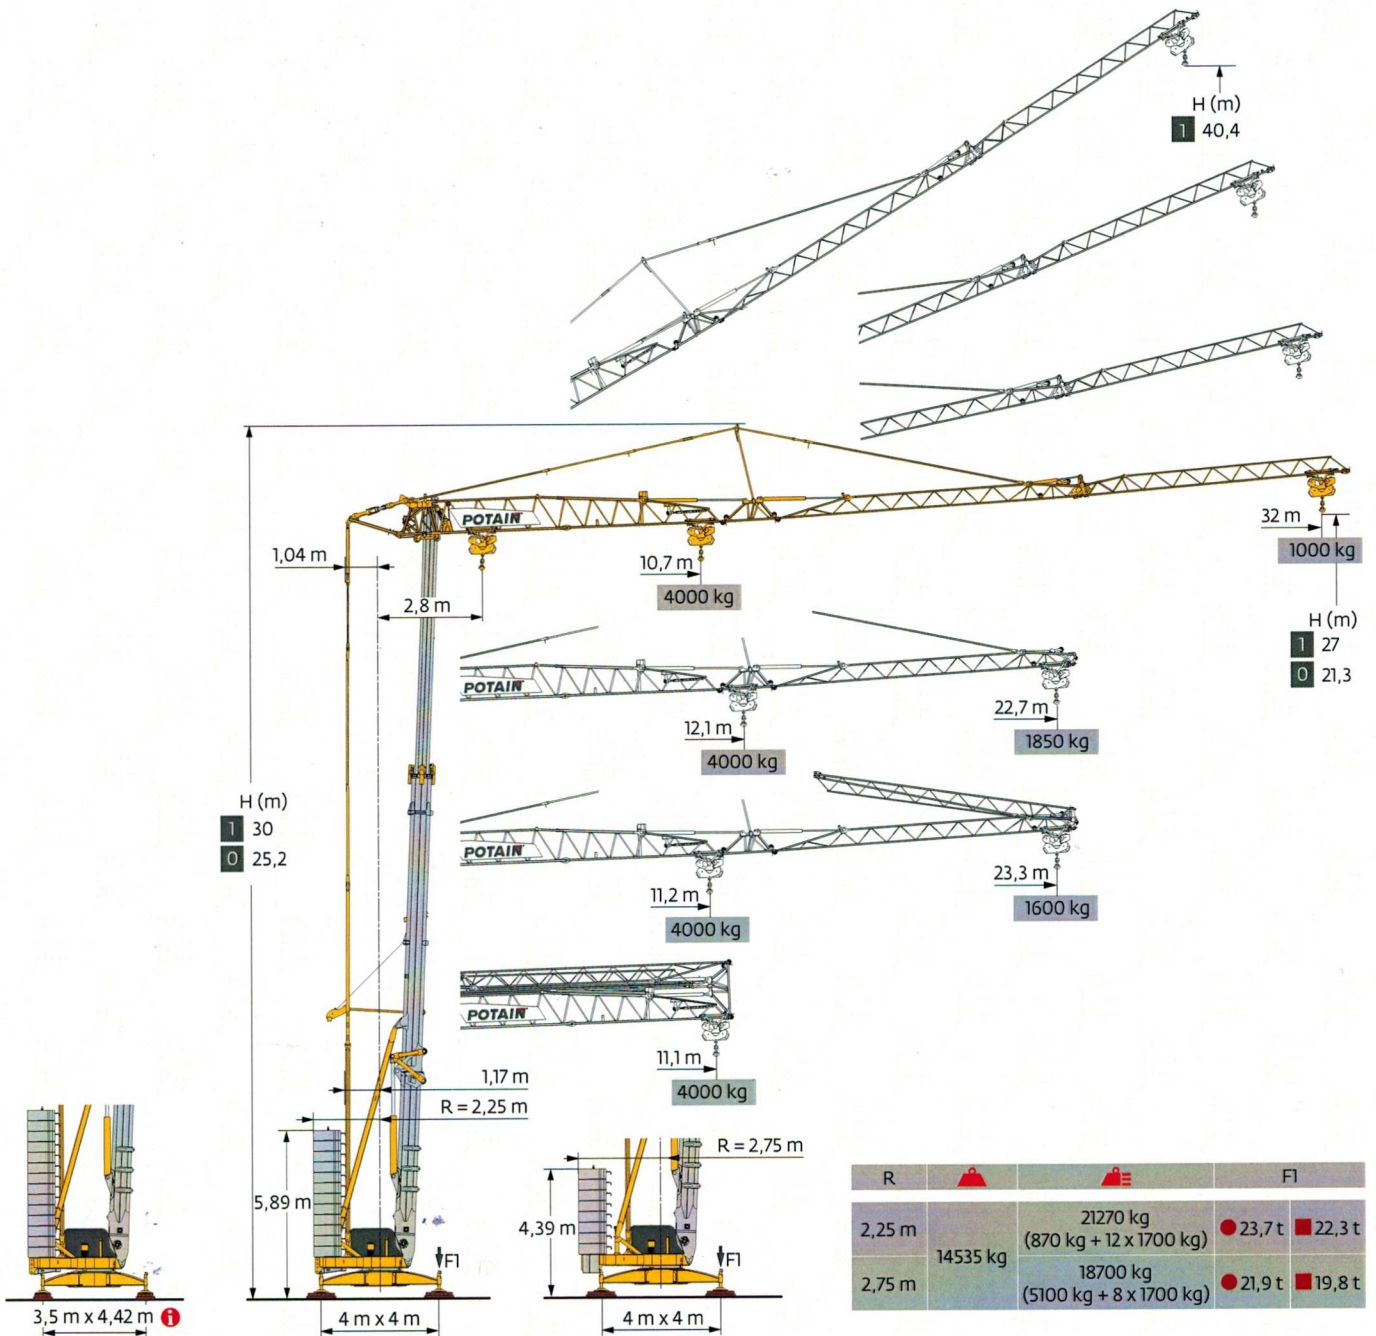 H (m)
1 40,4
POTAIN
1,04 m
2,8 m
10,7 m
4000 kg
32 m
1000 kg
H (m)
1 27
0 21,3
POTAIN
12,1 m
4000 kg
22,7 m
1850 kg
H (m)
1 30
0 25,2
POTAIN
11,2 m
4000 kg
23,3 m
1600 kg
POTAIN
11,1 m
4000 kg
1,17 m
R = 2,25 m
R = 2,75 m
5,89 m
4,39 m
F1
F1
3,5 m x 4,42 m i
4 m x 4 m
4 m x 4 m
R F1
2,25 m 14535 kg 21270 kg (870 kg + 12 x 1700 kg) 23,7 t 22,3 t
2,75 m 18700 kg (5100 kg + 8 x 1700 kg) 21,9 t 19,8 t